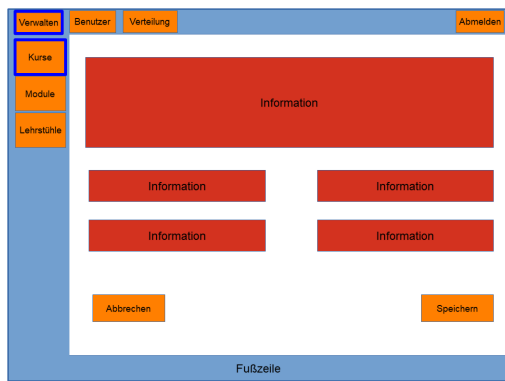 Verwalten
Benutzer
Verteilung
Abmelden
Kurse
Module
Lehrstühle
Information
Information
Information
Information
Information
Abbrechen
Speichern
Fußzeile